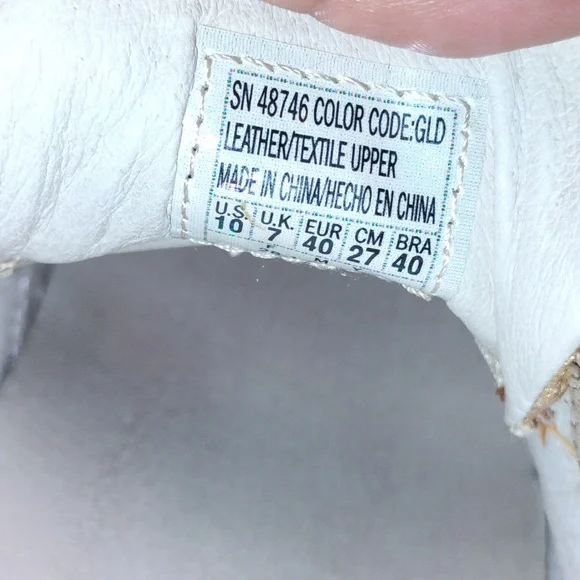 SN 48746 COLOR CODE:GLD
LEATHER/TEXTILE UPPER
MADE IN CHINA/HECHO EN CHINA
U.S. U.K. EUR CM BRA
10 7 40 27 40